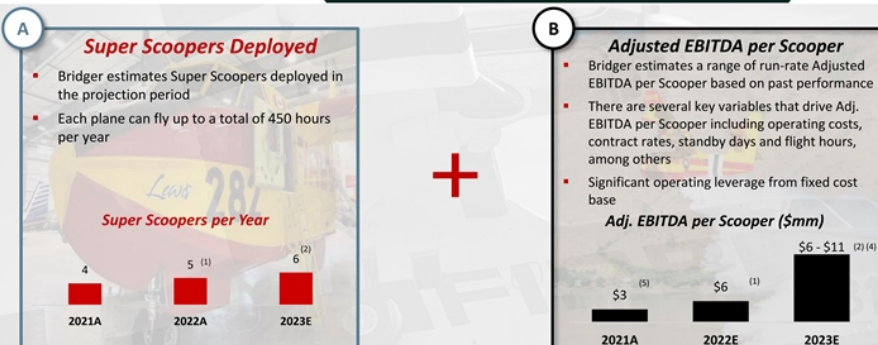 A
Super Scoopers Deployed
▪ Bridger estimates Super Scoopers deployed in
the projection period
▪ Each plane can fly up to a total of 450 hours
per year
Lewis 282
Super Scoopers per Year
4
5 (1)
6 (2)
2021A 2022A 2023E
+
B
Adjusted EBITDA per Scooper
▪ Bridger estimates a range of run-rate Adjusted
EBITDA per Scooper based on past performance
▪ There are several key variables that drive Adj.
EBITDA per Scooper including operating costs,
contract rates, standby days and flight hours,
among others
▪ Significant operating leverage from fixed cost
base
Adj. EBITDA per Scooper ($mm)
$3 (5)
$6 (1)
$6 - $11 (2) (4)
2021A 2022E 2023E